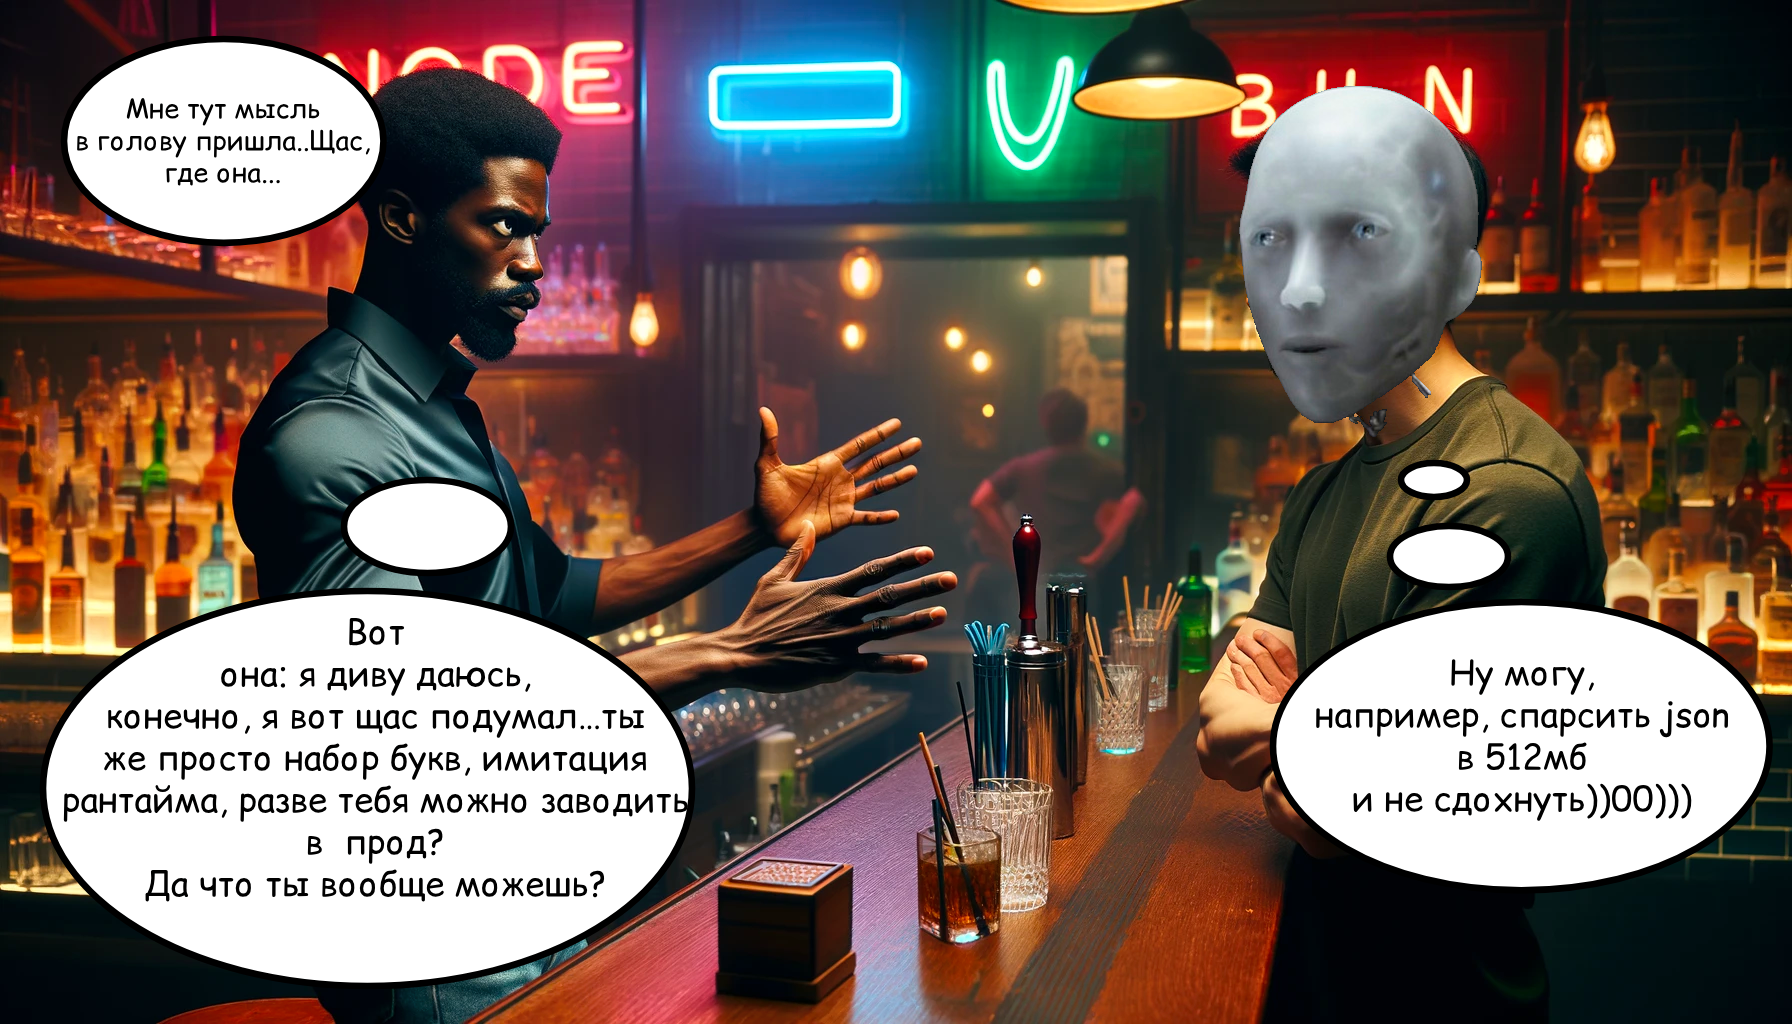 NODE
V
BUN
Мне тут мысль
в голову пришла..Щас,
где она...
Вот
она: я диву даюсь,
конечно, я вот щас подумал...ты
же просто набор букв, имитация
рантайма, разве тебя можно заводить
в прод?
Да что ты вообще можешь?
Ну могу,
например, спарсить json
в 512мб
и не сдохнуть))00)))